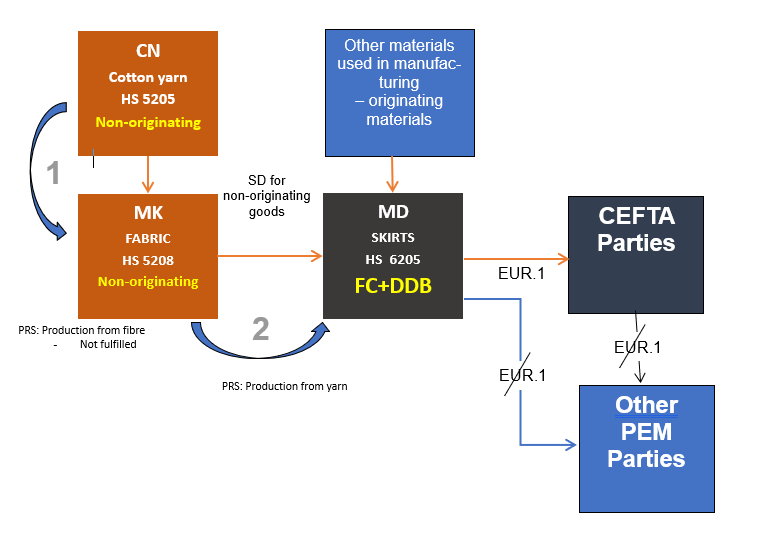 CN
Cotton yarn
HS 5205
Non-originating
Other materials
used in manufac-
turing
– originating
materials
1
SD for
non-originating
goods
MK
FABRIC
HS 5208
Non-originating
MD
SKIRTS
HS 6205
FC+DDB
CEFTA
Parties
EUR.1
PRS: Production from fibre
- Not fulfilled
2
PRS: Production from yarn
EUR.1
EUR.1
Other
PEM
Parties